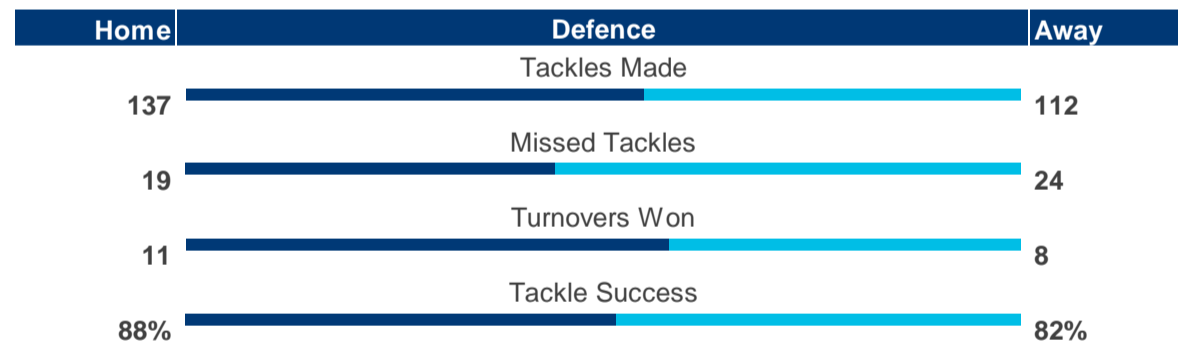 Home Defence Away
Tackles Made
137 112
Missed Tackles
19 24
Turnovers Won
11 8
Tackle Success
88% 82%